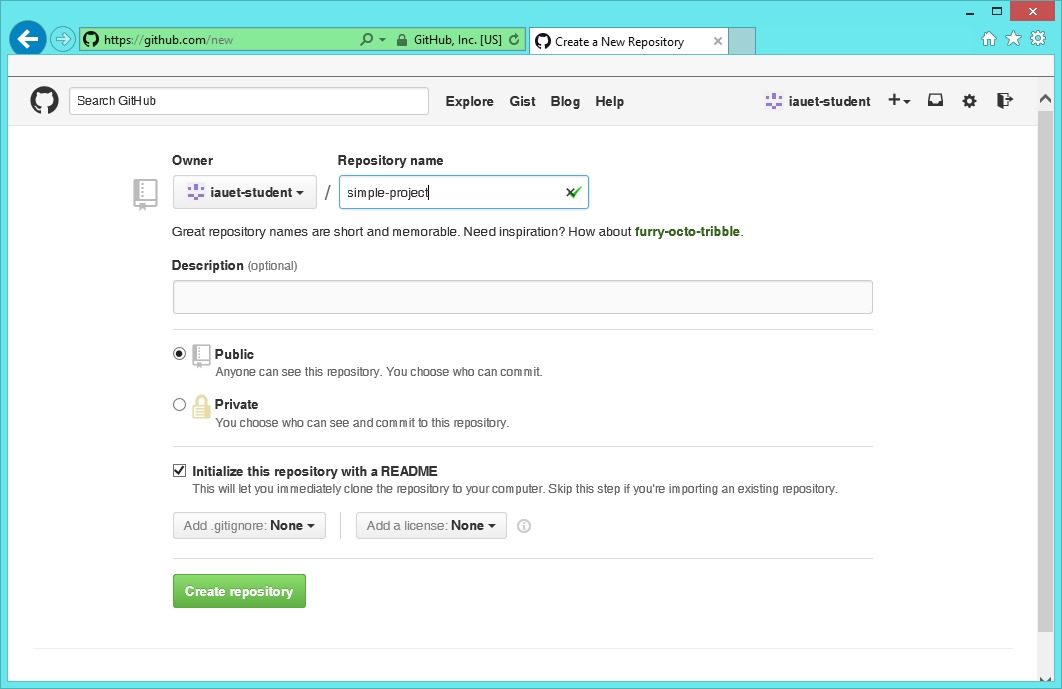 https://github.com/new
GitHub, Inc. [US]
Create a New Repository
Search GitHub
Explore Gist Blog Help
iauet-student
Owner
Repository name
iauet-student / simple-project
Great repository names are short and memorable. Need inspiration? How about furry-octo-tribble.
Description (optional)
Public
Anyone can see this repository. You choose who can commit.
Private
You choose who can see and commit to this repository.
Initialize this repository with a README
This will let you immediately clone the repository to your computer. Skip this step if you're importing an existing repository.
Add .gitignore: None
Add a license: None
Create repository